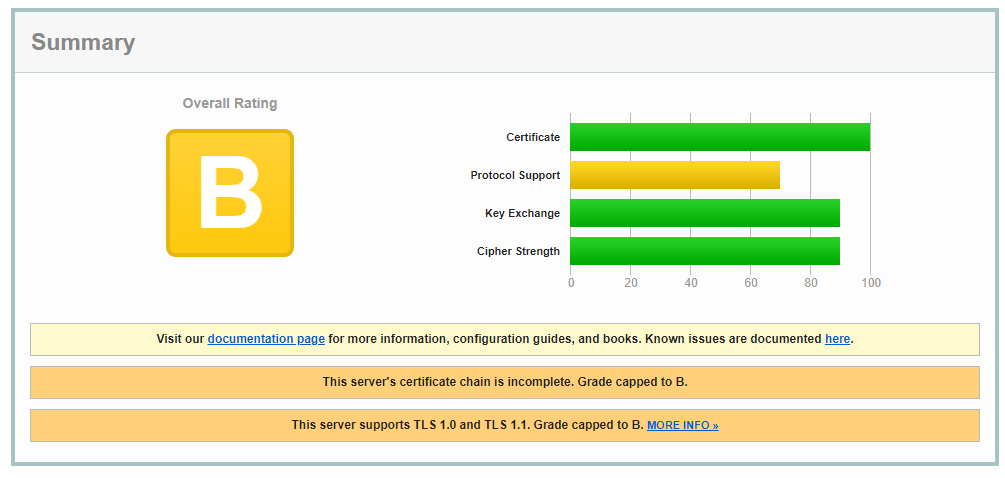 Summary
Overall Rating
B
Certificate
Protocol Support
Key Exchange
Cipher Strength
0 20 40 60 80 100
Visit our documentation page for more information, configuration guides, and books. Known issues are documented here.
This server's certificate chain is incomplete. Grade capped to B.
This server supports TLS 1.0 and TLS 1.1. Grade capped to B. MORE INFO »